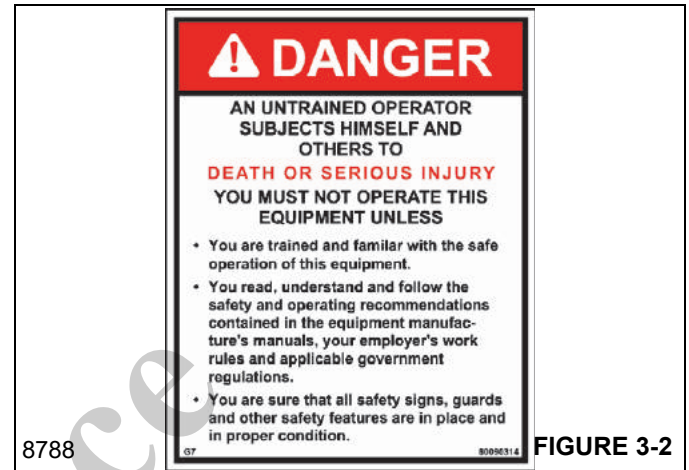 DANGER
AN UNTRAINED OPERATOR
SUBJECTS HIMSELF AND
OTHERS TO
DEATH OR SERIOUS INJURY
YOU MUST NOT OPERATE THIS
EQUIPMENT UNLESS
• You are trained and familar with the safe
operation of this equipment.
• You read, understand and follow the
safety and operating recommendations
contained in the equipment manufac-
ture's manuals, your employer's work
rules and applicable government
regulations.
• You are sure that all safety signs, guards
and other safety features are in place and
in proper condition.
G7 80090314
8788 FIGURE 3-2